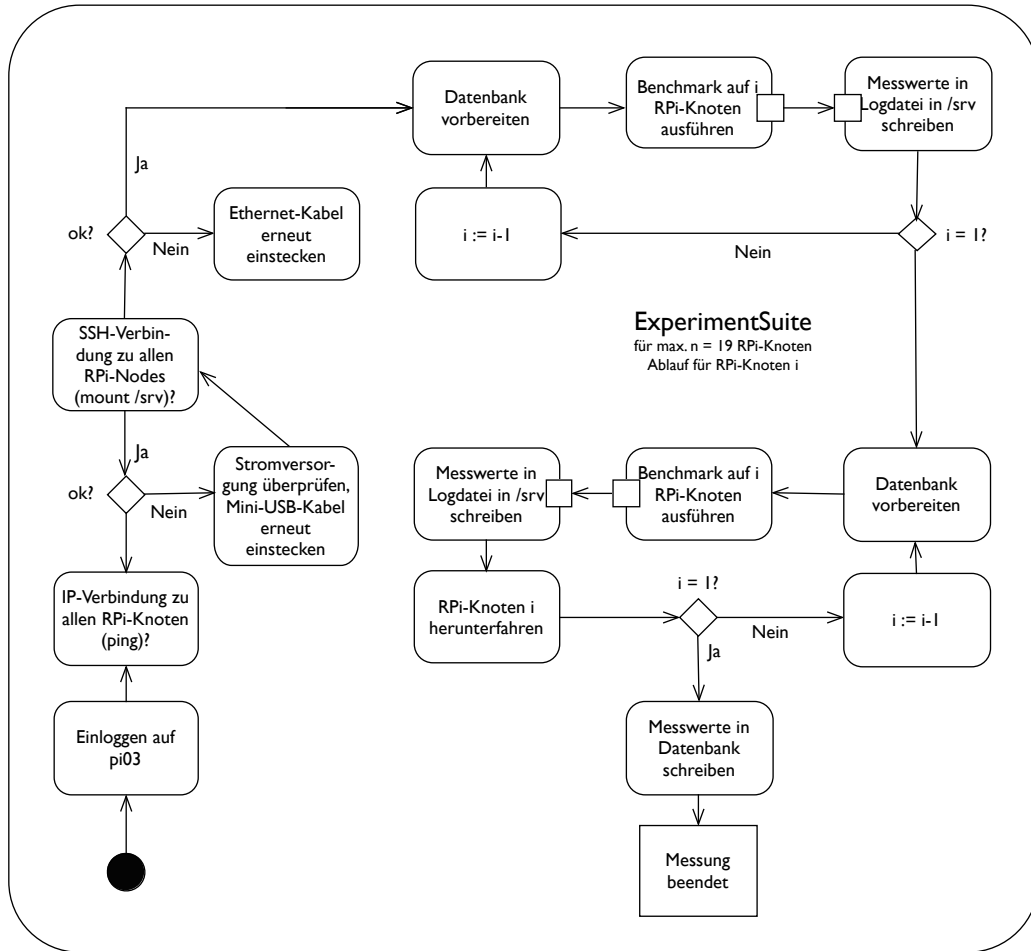 Datenbank
vorbereiten
Benchmark auf i
RPi-Knoten
ausführen
Messwerte in
Logdatei in /srv
schreiben
Ja
ok?
Nein
Ethernet-Kabel
erneut
einstecken
i := i-1
Nein
i = 1?
SSH-Verbin-
dung zu allen
RPi-Nodes
(mount /srv)?
ExperimentSuite
für max. n = 19 RPi-Knoten
Ablauf für RPi-Knoten i
Ja
ok?
Nein
Stromversor-
gung überprüfen,
Mini-USB-Kabel
erneut
einstecken
Messwerte in
Logdatei in /srv
schreiben
Benchmark auf i
RPi-Knoten
ausführen
Datenbank
vorbereiten
IP-Verbindung zu
allen RPi-Knoten
(ping)?
RPi-Knoten i
herunterfahren
i = 1?
Nein
Ja
i := i-1
Einloggen auf
pi03
Messwerte in
Datenbank
schreiben
Messung
beendet